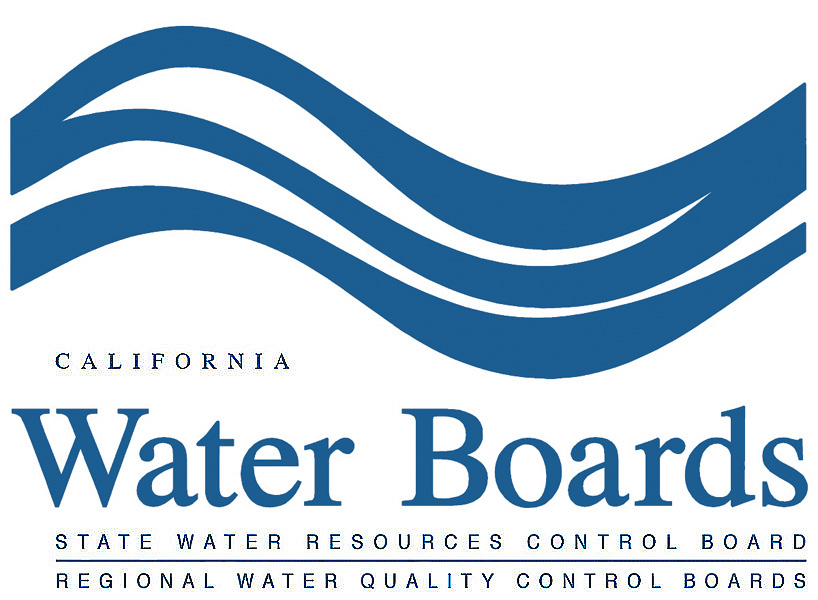 CALIFORNIA
Water Boards
STATE WATER RESOURCES CONTROL BOARD
REGIONAL WATER QUALITY CONTROL BOARDS